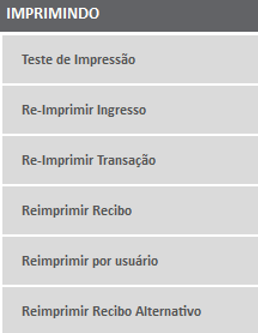 IMPRIMINDO
Teste de Impressão
Re-Imprimir Ingresso
Re-Imprimir Transação
Reimprimir Recibo
Reimprimir por usuário
Reimprimir Recibo Alternativo